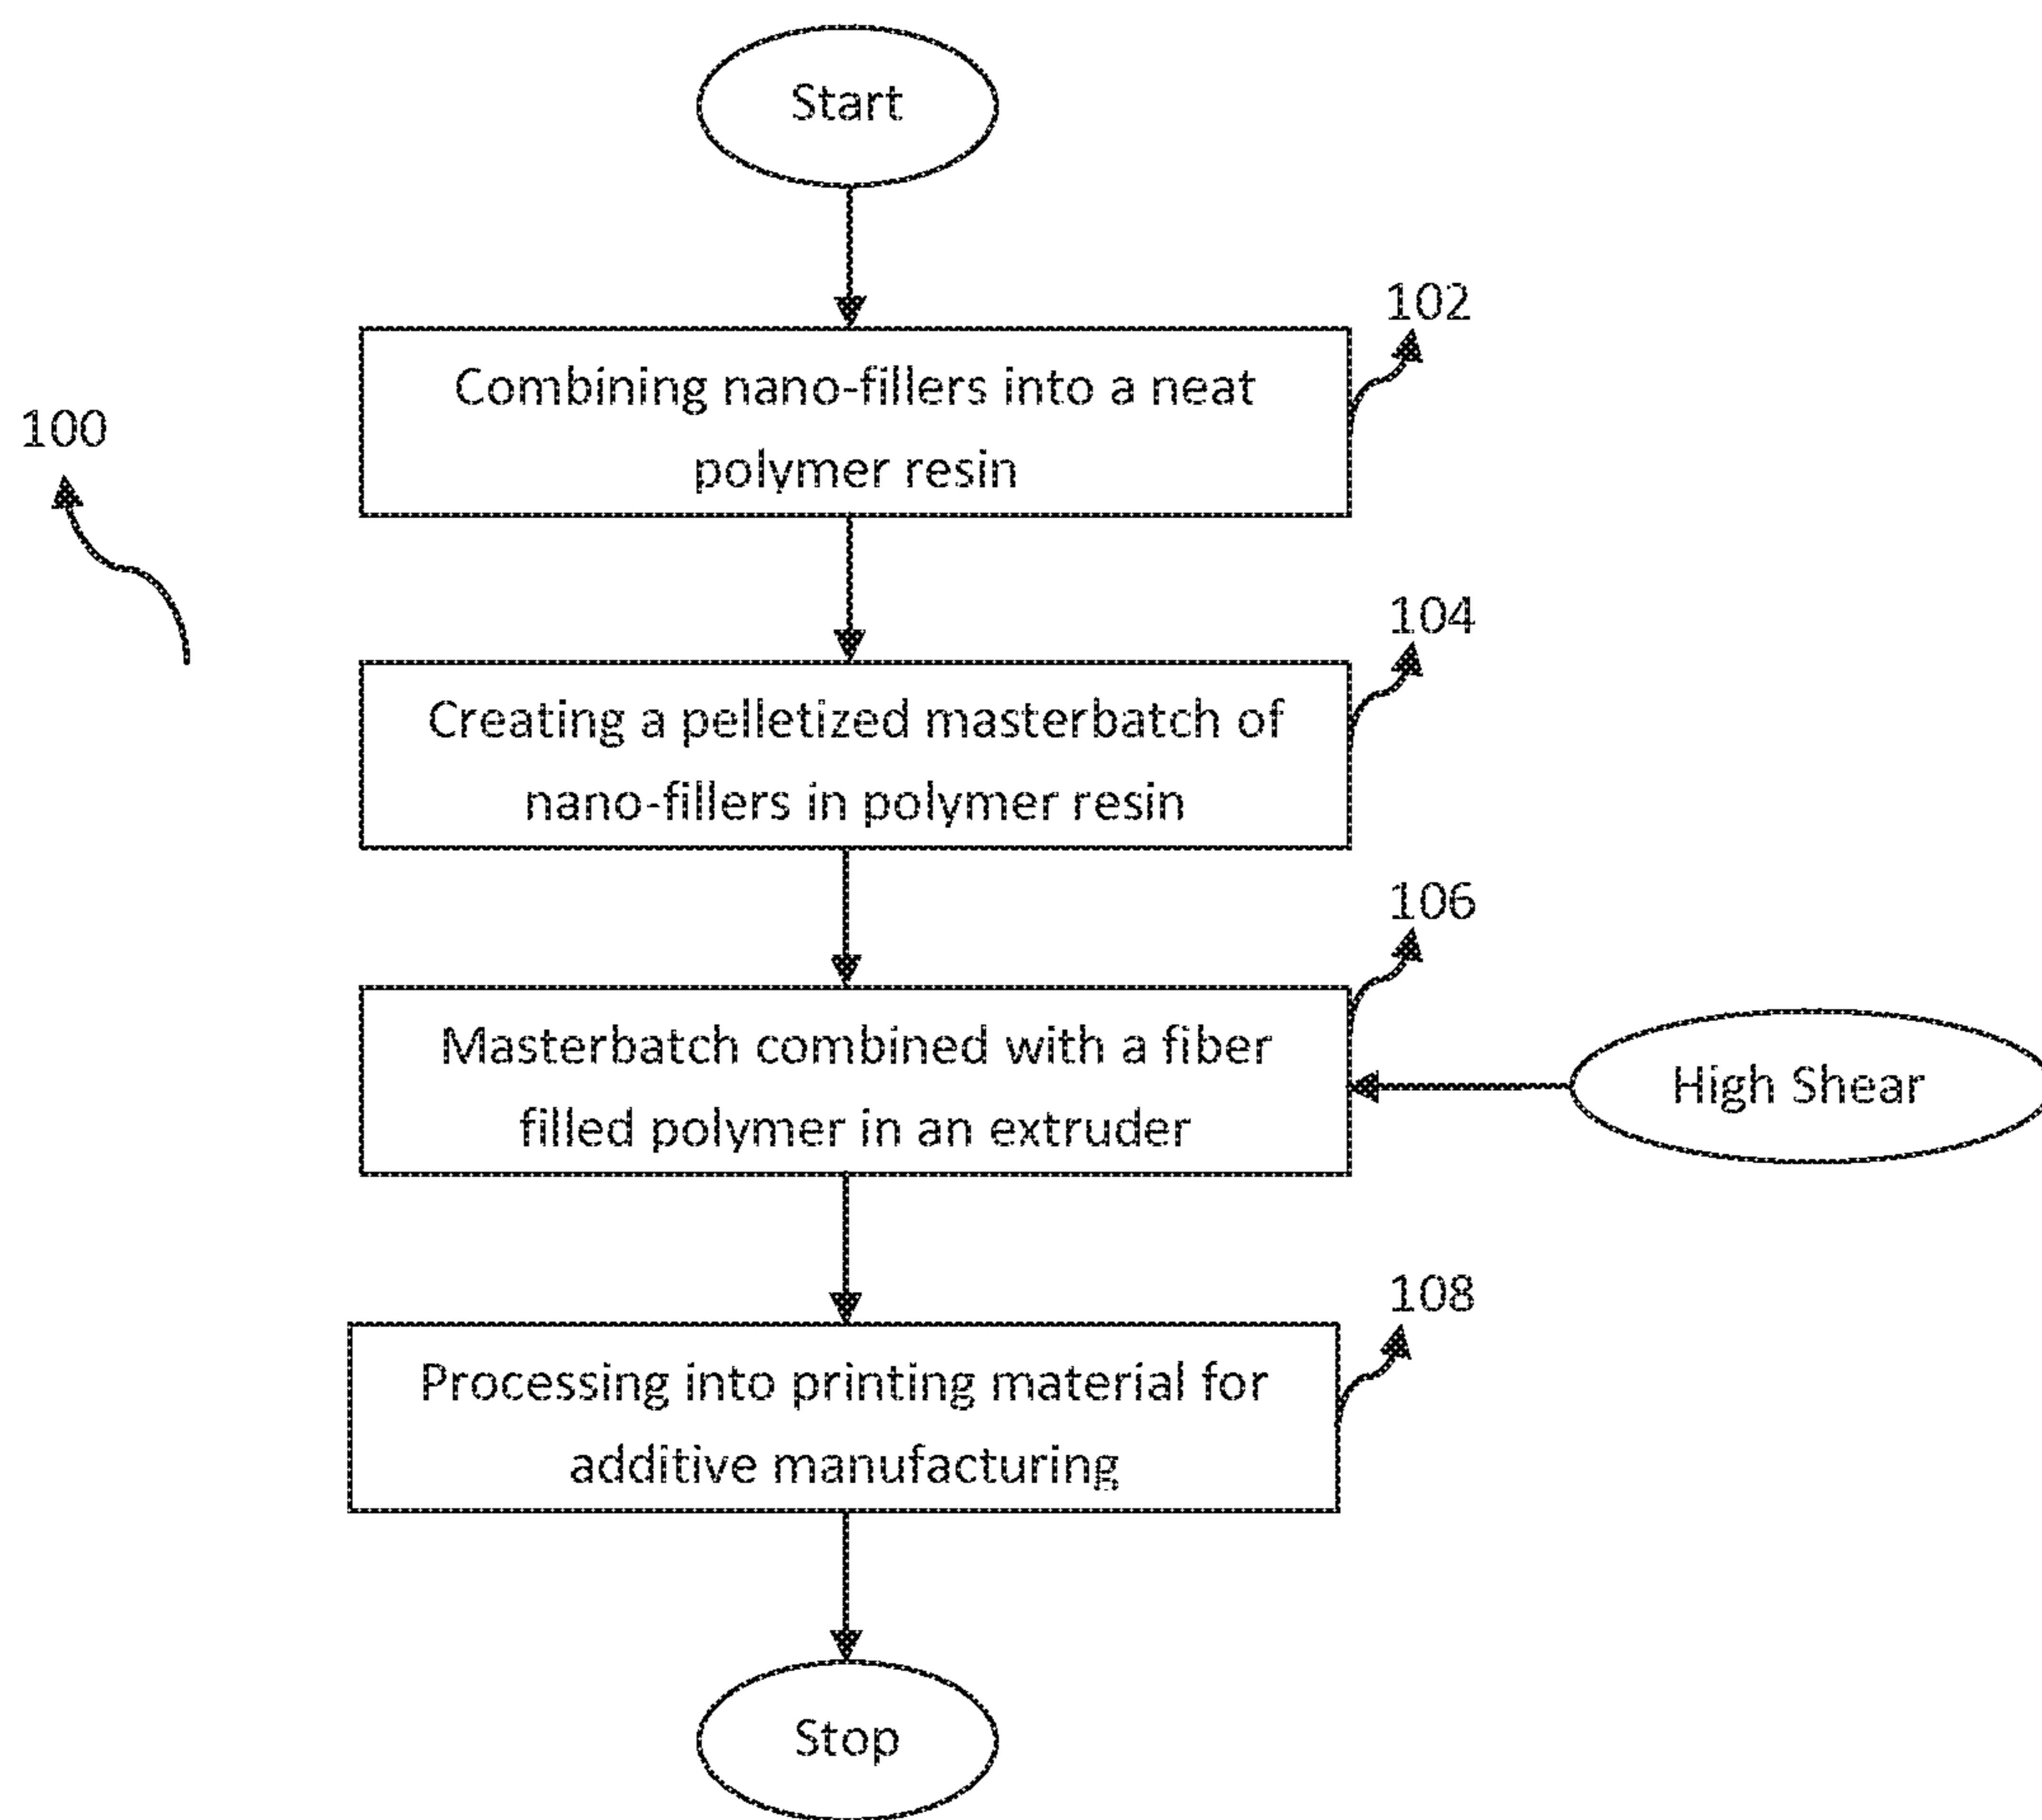 Start
102
Combining nano-fillers into a neat
polymer resin
100
104
Creating a pelletized masterbatch of
nano-fillers in polymer resin
106
Masterbatch combined with a fiber
filled polymer in an extruder
High Shear
108
Processing into printing material for
additive manufacturing
Stop